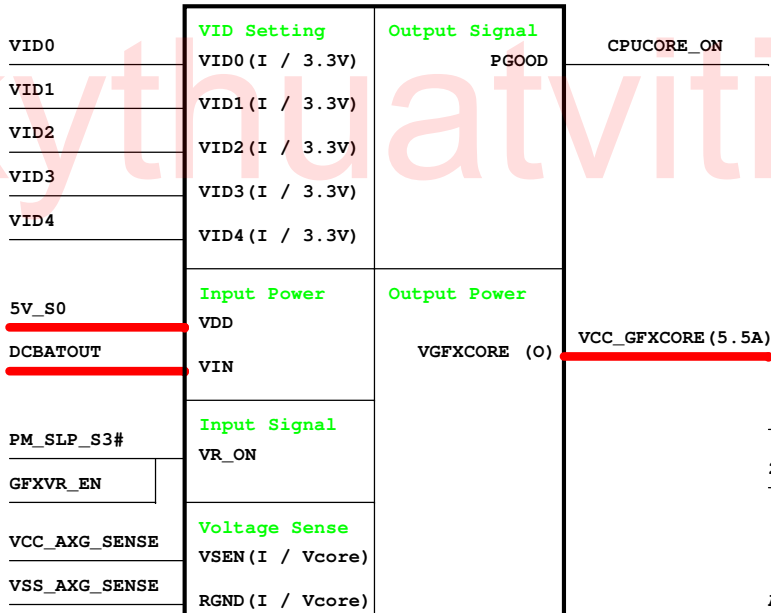 VID Setting Output Signal
VID0 VID0(I / 3.3V) PGOOD CPUCORE_ON
VID1 VID1(I / 3.3V)
VID2 VID2(I / 3.3V)
VID3 VID3(I / 3.3V)
VID4 VID4(I / 3.3V)
Input Power Output Power
5V_S0 VDD
DCBATOUT VIN VGFXCORE (O) VCC_GFXCORE(5.5A)
Input Signal
PM_SLP_S3# VR_ON
GFXVR_EN
Voltage Sense
VCC_AXG_SENSE VSEN(I / Vcore)
VSS_AXG_SENSE RGND(I / Vcore)
kythuatviti